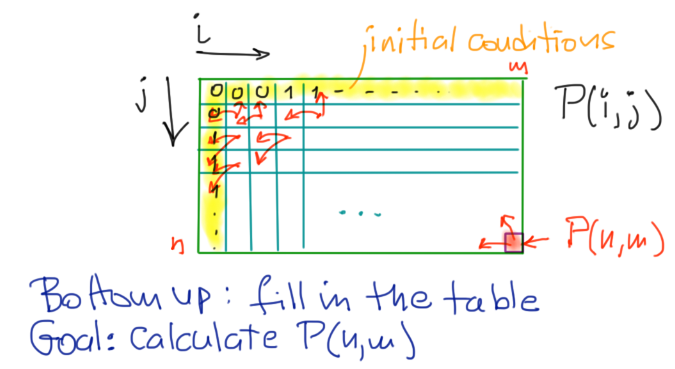 i
initial conditions
m
j
0 0 0 1 1 - - - - . . .
P(i,j)
0
1
1
1
.
. ...
.
n
P(n,m)
Bottom up: fill in the table
Goal: calculate P(n,m)